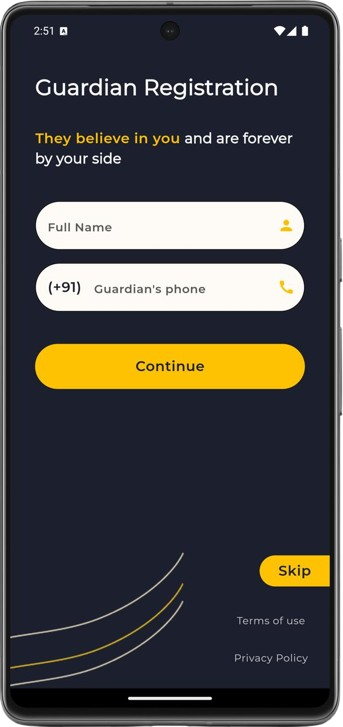 2:51
Guardian Registration
They believe in you and are forever
by your side
Full Name
(+91) Guardian's phone
Continue
Skip
Terms of use
Privacy Policy